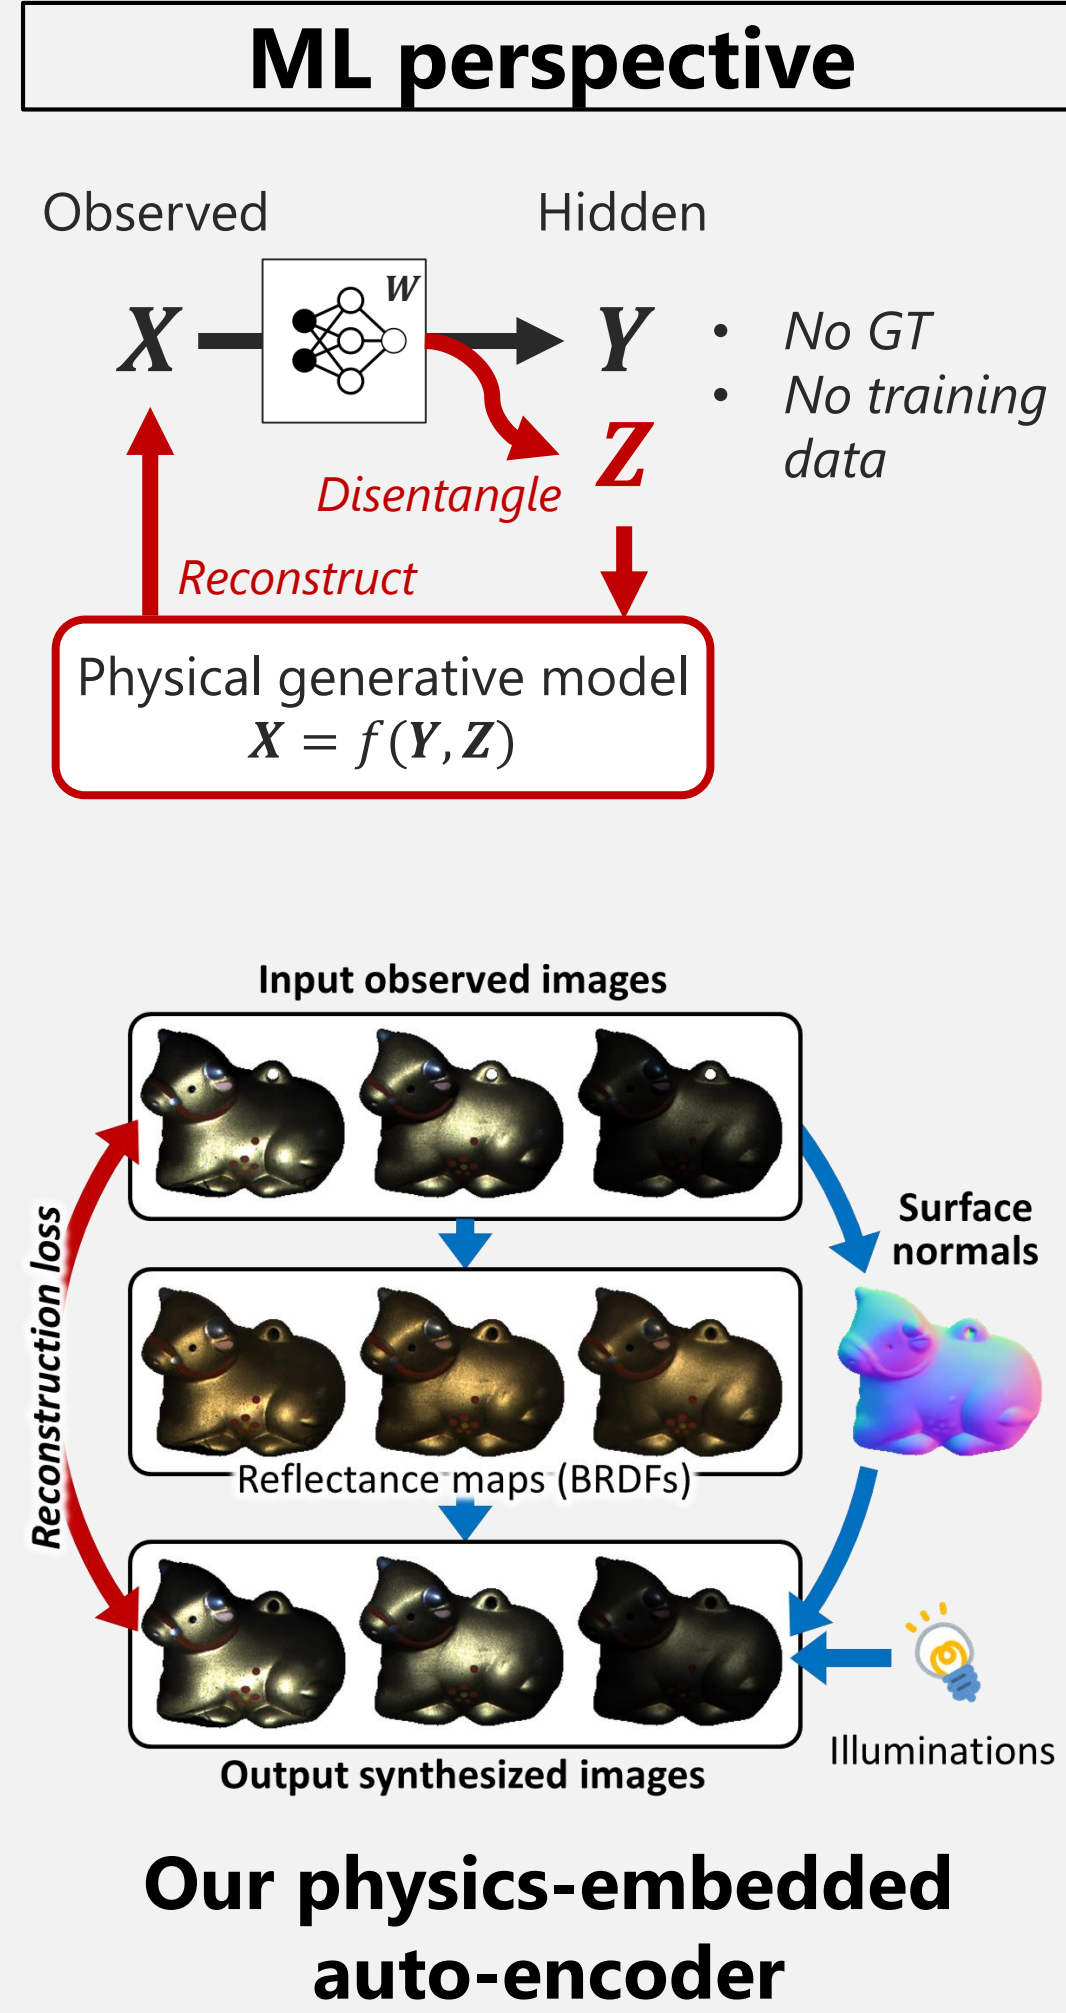 ML perspective
Observed
Hidden
W
X
Y
• No GT
• No training
data
Z
Disentangle
Reconstruct
Physical generative model
X = f(Y, Z)
Input observed images
Surface
normals
Reconstruction loss
Reflectance maps (BRDFs)
Illuminations
Output synthesized images
Our physics-embedded
auto-encoder